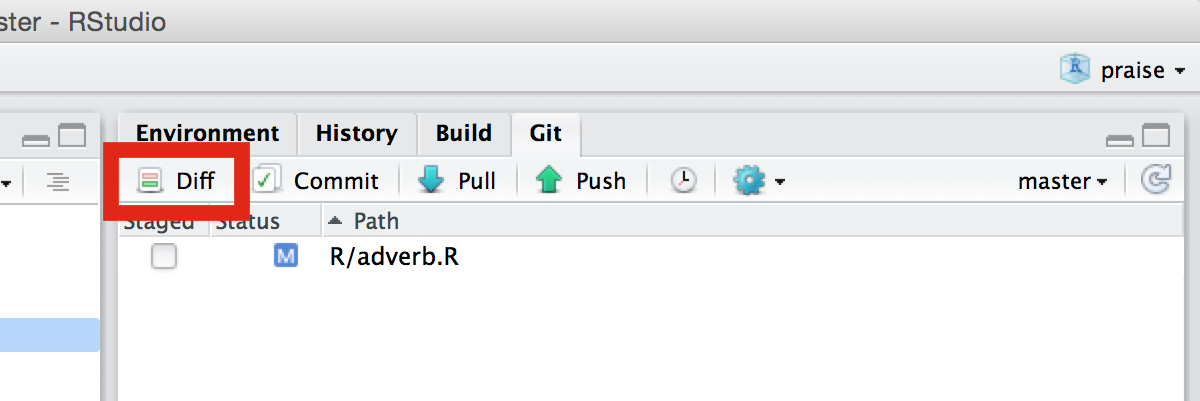 ster - RStudio
praise
Environment History Build Git
Diff Commit Pull Push master
Staged Status Path
M R/adverb.R